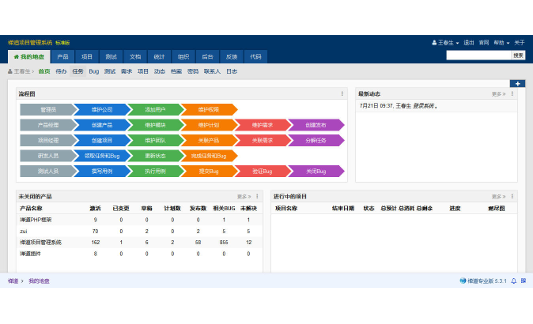 禅道项目管理系统 标准版
王春生 退出 官网 帮助 关于
我的地盘 产品 项目 测试 文档 统计 组织 后台 反馈 代码
搜索
王春生 首页 待办 任务 Bug 测试 需求 项目 动态 档案 密码 联系人 日志
流程图
管理员 维护公司 添加用户 维护权限
产品经理 创建产品 维护模块 维护计划 维护需求 创建发布
项目经理 创建项目 维护团队 关联产品 关联需求 分解任务
研发人员 领取任务和Bug 更新状态 完成任务和Bug
测试人员 撰写用例 执行用例 提交Bug 验证Bug 关闭Bug
最新动态 更多
7月21日 09:37, 王春生 登录系统 。
未关闭的产品 更多
产品名称 激活 已变更 草稿 计划数 发布数 相关BUG 未解决
禅道PHP框架 9 0 0 0 0 1 1
zui 78 0 2 0 2 5 5
禅道项目管理系统 162 1 6 2 68 866 12
禅道插件 8 0 0 0 0 0 0
进行中的项目 更多
项目名称 结束日期 状态 总预计 总消耗 总剩余 进度 燃尽图
禅道 我的地盘
禅道专业版 5.3.1